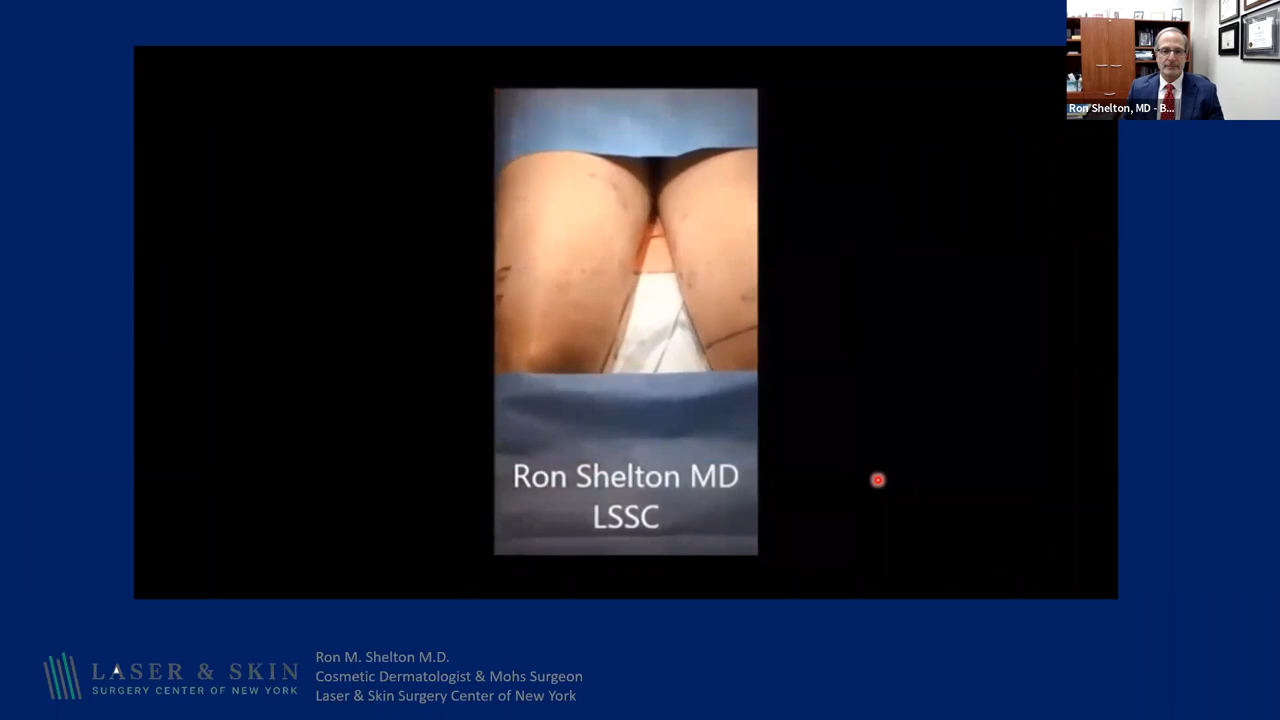 Ron Shelton, MD - B...
Ron Shelton MD
LSSC
LASER & SKIN
SURGERY CENTER OF NEW YORK
Ron M. Shelton M.D.
Cosmetic Dermatologist & Mohs Surgeon
Laser & Skin Surgery Center of New York